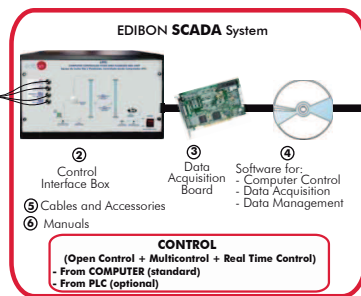 EDIBON SCADA System
② Control Interface Box
③ Data Acquisition Board
④ Software for:
- Computer Control
- Data Acquisition
- Data Management
⑤ Cables and Accessories
⑥ Manuals
CONTROL
(Open Control + Multicontrol + Real Time Control)
- From COMPUTER (standard)
- From PLC (optional)